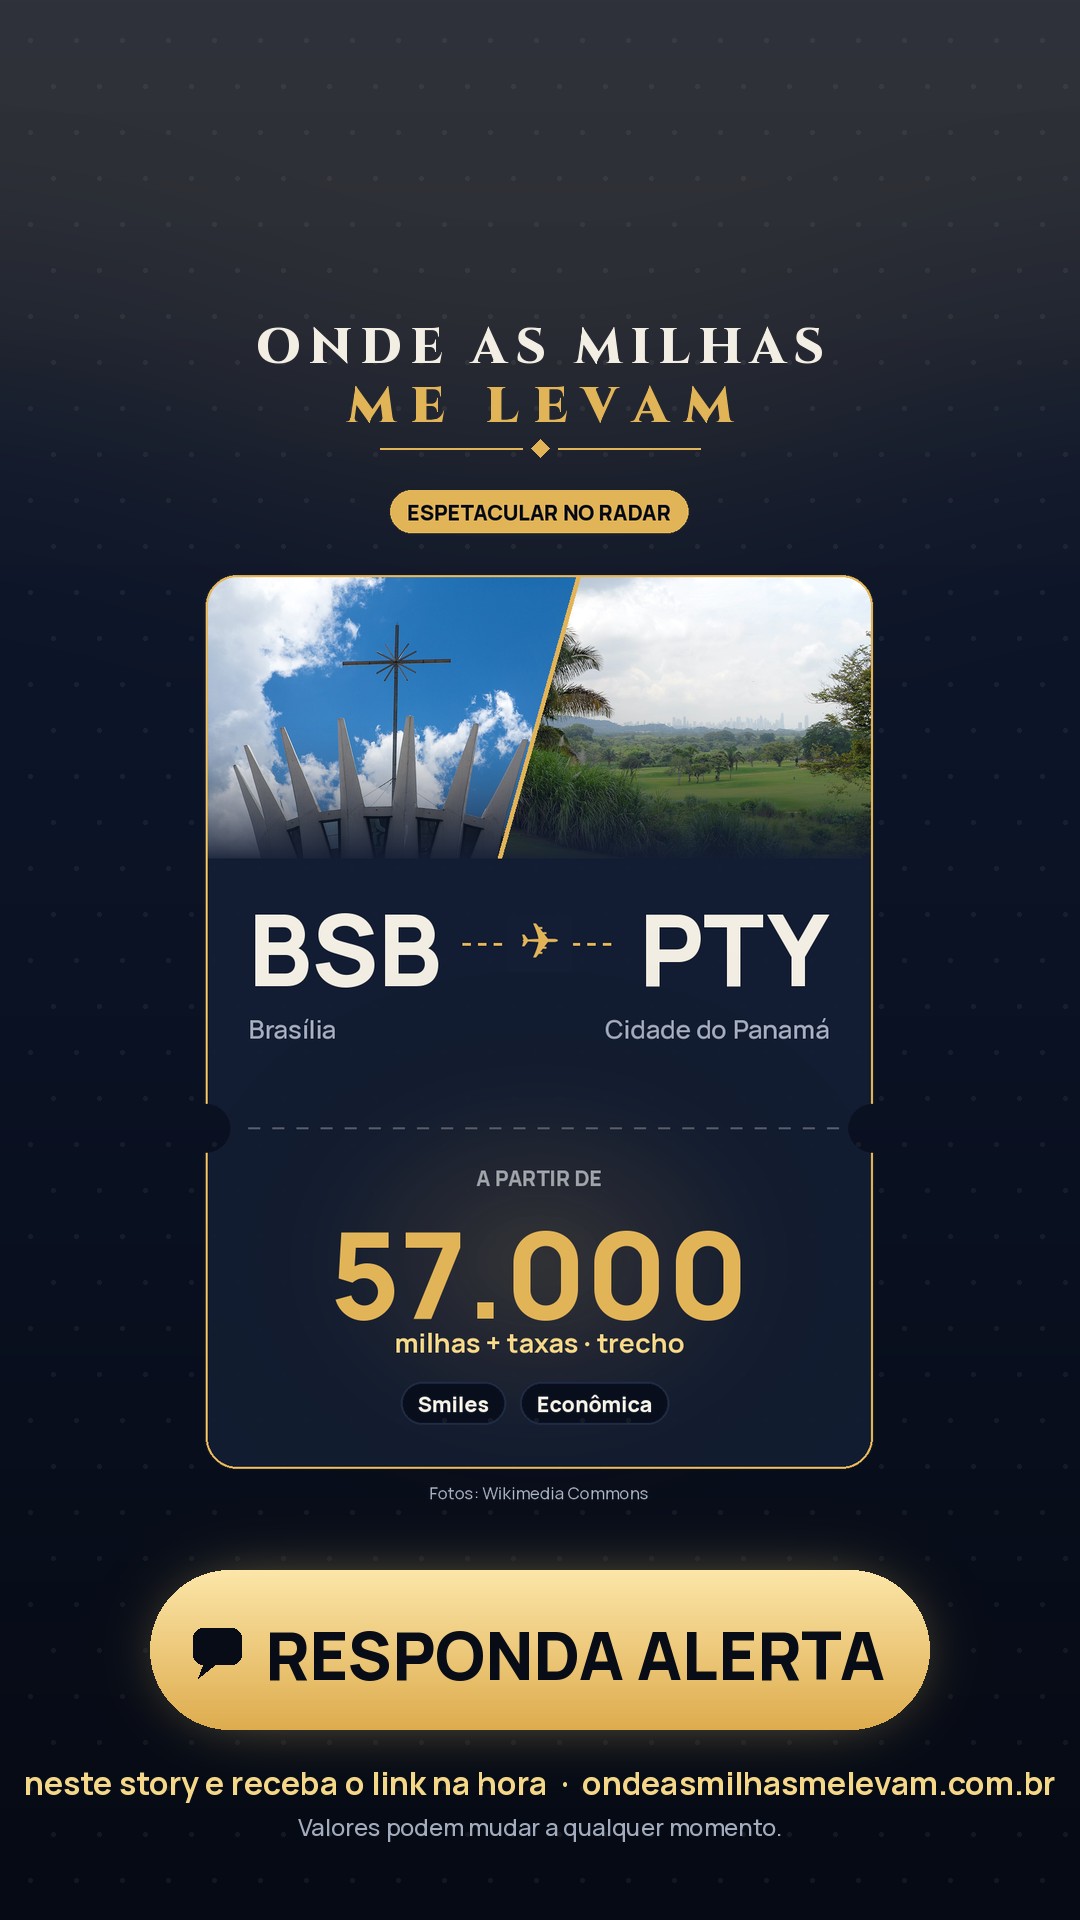 ONDE AS MILHAS
ME LEVAM
ESPETACULAR NO RADAR
BSB ---✈--- PTY
Brasília Cidade do Panamá
A PARTIR DE
57.000
milhas + taxas · trecho
Smiles Econômica
Fotos: Wikimedia Commons
RESPONDA ALERTA
neste story e receba o link na hora · ondeasmilhasmelevam.com.br
Valores podem mudar a qualquer momento.